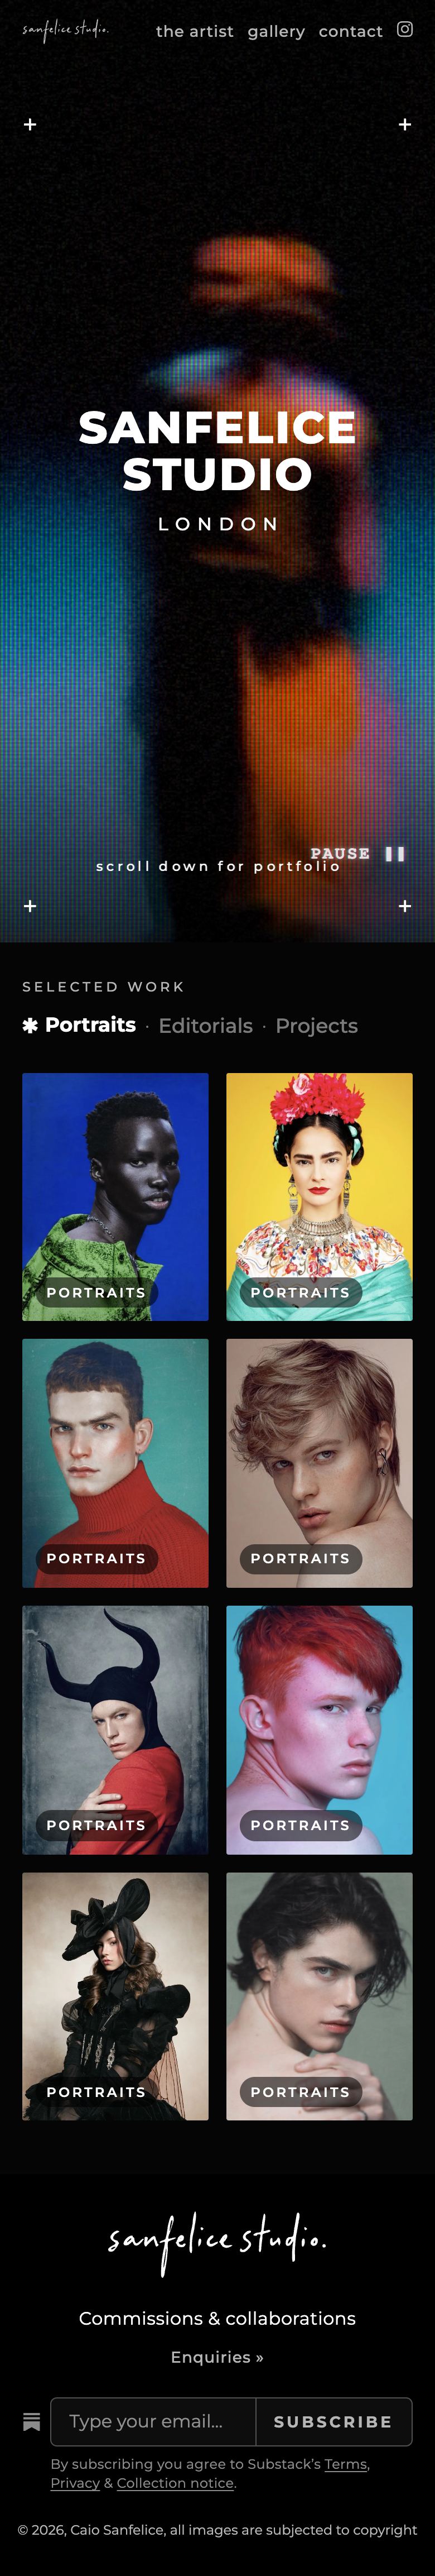 sanfelice studio.
the artist gallery contact
SANFELICE
STUDIO
LONDON
PAUSE
scroll down for portfolio
SELECTED WORK
✱ Portraits · Editorials · Projects
PORTRAITS PORTRAITS
PORTRAITS PORTRAITS
PORTRAITS PORTRAITS
PORTRAITS PORTRAITS
sanfelice studio.
Commissions & collaborations
Enquiries »
Type your email... SUBSCRIBE
By subscribing you agree to Substack’s Terms,
Privacy & Collection notice.
© 2026, Caio Sanfelice, all images are subjected to copyright